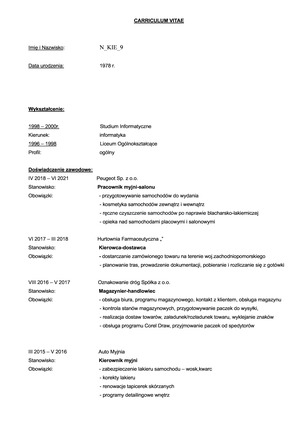 CARRICULUM VITAE
Imię i Nazwisko: N_KIE_9
Data urodzenia: 1978 r.
Wykształcenie:
1998 – 2000r. Studium Informatyczne
Kierunek: informatyka
1996 – 1998 Liceum Ogólnokształcące
Profil: ogólny
Doświadczenie zawodowe:
IV 2018 – VI 2021 Peugeot Sp. z o.o.
Stanowisko: Pracownik myjni-salonu
Obowiązki: - przygotowywanie samochodów do wydania
- kosmetyka samochodów zewnątrz i wewnątrz
- ręczne czyszczenie samochodów po naprawie blacharsko-lakierniczej
- opieka nad samochodami placowymi i salonowymi
VI 2017 – III 2018 Hurtownia Farmaceutyczna „"
Stanowisko: Kierowca-dostawca
Obowiązki: - dostarczanie zamówionego towaru na terenie woj.zachodniopomorskiego
- planowanie tras, prowadzenie dokumentacji, pobieranie i rozliczanie się z gotówki
VIII 2016 – V 2017 Oznakowanie dróg Spółka z o.o.
Stanowisko: Magazynier-handlowiec
Obowiązki: - obsługa biura, programu magazynowego, kontakt z klientem, obsługa magazynu
- kontrola stanów magazynowych, przygotowywanie paczek do wysyłki,
- realizacja dostaw towarów, załadunek/rozładunek towaru, wyklejanie znaków
- obsługa programu Corel Draw, przyjmowanie paczek od spedytorów
III 2015 – V 2016 Auto Myjnia
Stanowisko: Kierownik myjni
Obowiązki: - zabezpieczenie lakieru samochodu – wosk,kwarc
- korekty lakieru
- renowacje tapicerek skórzanych
- programy detailingowe wnętrz